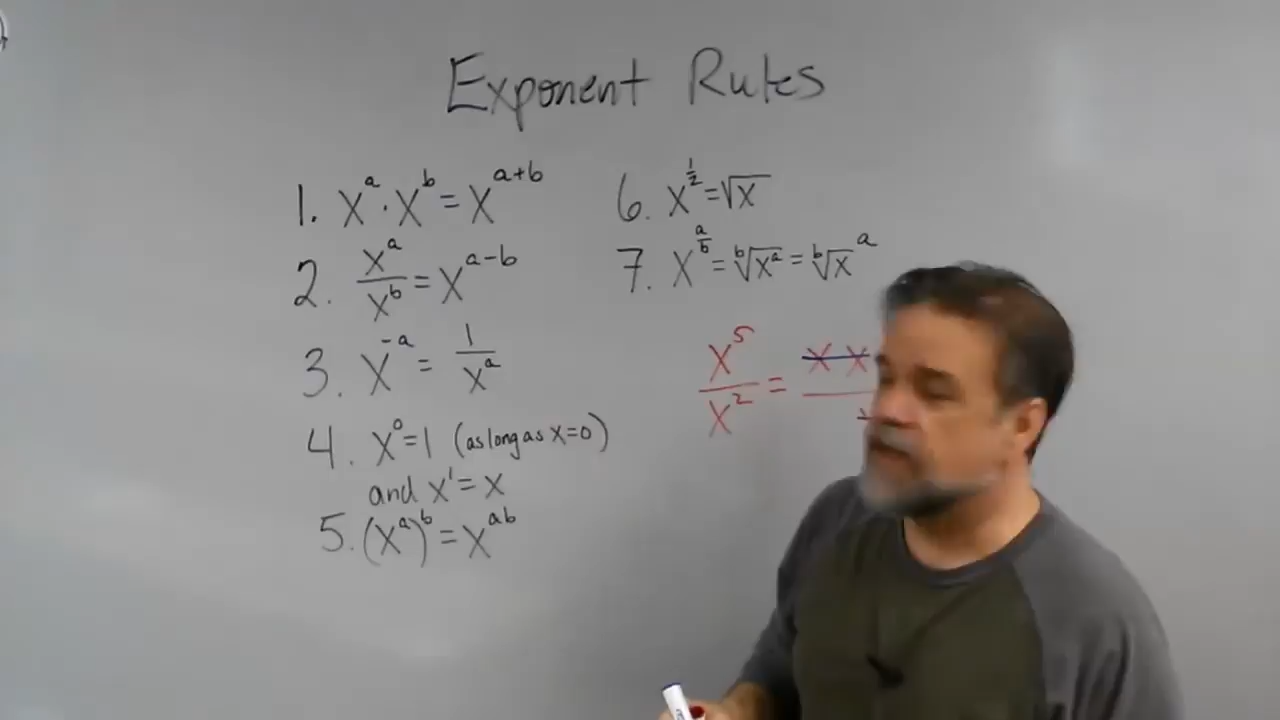 Exponent Rules
1. x^a · x^b = x^(a+b)
2. x^a / x^b = x^(a-b)
3. x^(-a) = 1 / x^a
4. x^0 = 1 (as long as x=0)
and x^1 = x
5. (x^a)^b = x^(ab)
6. x^(1/2) = √x
7. x^(a/b) = ᵇ√(x^a) = ᵇ√x^a
x^5 / x^2 = x x